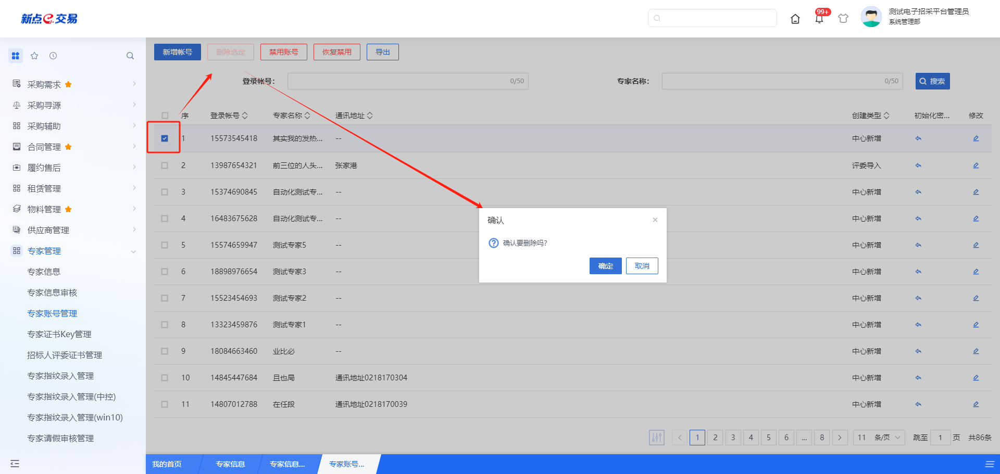 新点e交易
99+
测试电子招采平台管理员
系统管理部
新增帐号 删除选定 禁用账号 恢复禁用 导出
登录帐号： 0/50 专家名称： 0/50 搜索
序 登录帐号 专家名称 通讯地址 创建类型 初始化密... 修改
1 15573545418 其实我的发热... -- 中心新增
2 13987654321 前三位的人头... 张家港 评委导入
3 15374690845 自动化测试专... -- 中心新增
4 16483675628 自动化测试专... -- 中心新增
5 15574659947 测试专家5 -- 中心新增
6 18898976654 测试专家3 -- 中心新增
7 15523454693 测试专家2 -- 中心新增
8 13323459876 测试专家1 -- 中心新增
9 18084663460 业比必 -- 中心新增
10 14845447684 且也局 通讯地址0218170304 中心新增
11 14807012788 在任段 通讯地址0218170039 中心新增
确认
确认要删除吗?
确定 取消
1 2 3 4 5 6 ... 8 11 条/页 跳至 1 页 共86条
采购需求
采购寻源
采购辅助
合同管理
履约售后
租赁管理
物料管理
供应商管理
专家管理
专家信息
专家信息审核
专家账号管理
专家证书Key管理
招标人评委证书管理
专家指纹录入管理
专家指纹录入管理(中控)
专家指纹录入管理(win10)
专家请假审核管理
我的首页 专家信息 专家信息... 专家账号...